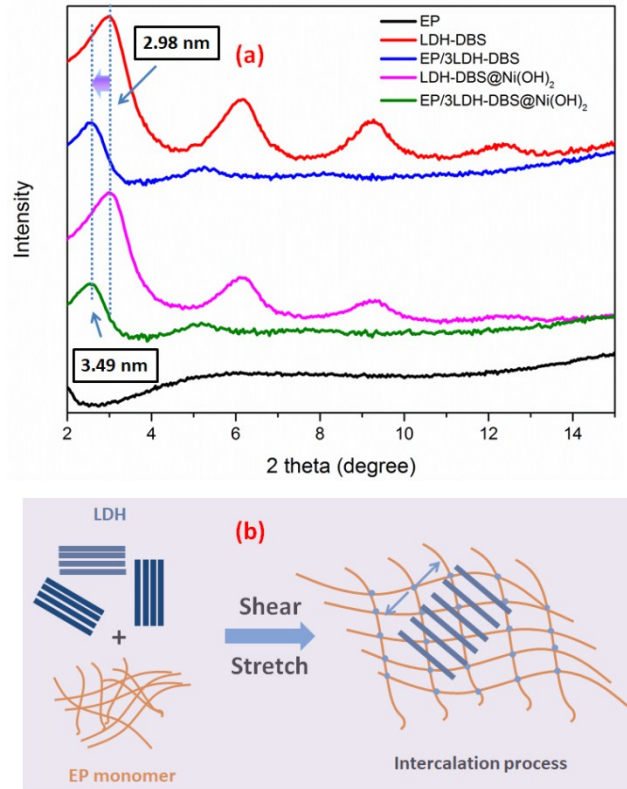 2.98 nm
(a)
EP
LDH-DBS
EP/3LDH-DBS
LDH-DBS@Ni(OH)₂
EP/3LDH-DBS@Ni(OH)₂
Intensity
3.49 nm
2 4 6 8 10 12 14
2 theta (degree)
LDH
(b)
+
Shear
Stretch
EP monomer
Intercalation process